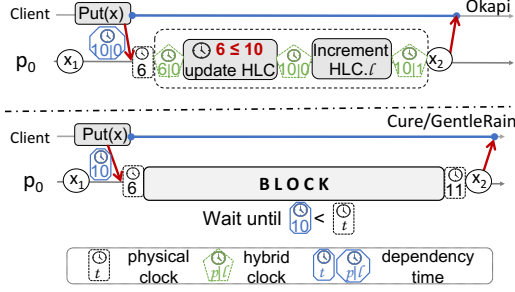 Client Put(x) Okapi
10|0
p0 x1 6 6|0 6 ≤ 10 update HLC 10|0 Increment HLC.l 10|1 x2
Client Put(x) Cure/GentleRain
10
p0 x1 6 BLOCK 11 x2
Wait until 10 < t
t physical clock p|l hybrid clock t p|l dependency time